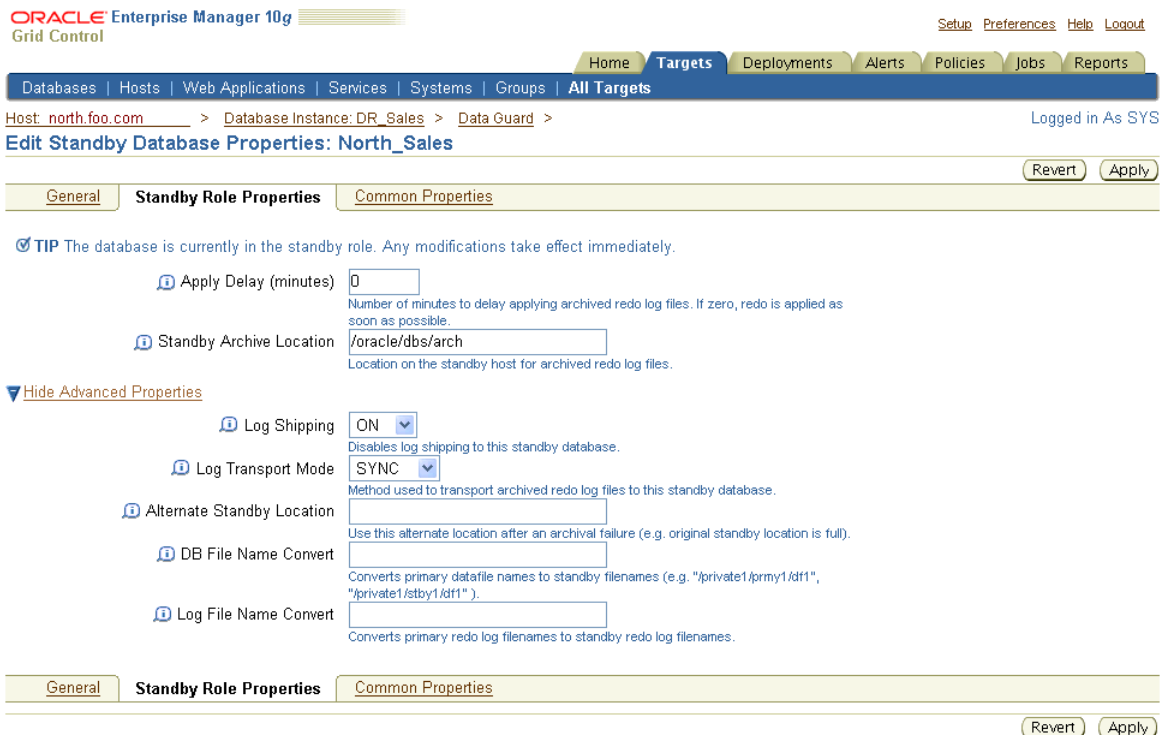 ORACLE Enterprise Manager 10g
Grid Control
Setup Preferences Help Logout
Home Targets Deployments Alerts Policies Jobs Reports
Databases | Hosts | Web Applications | Services | Systems | Groups | All Targets
Host: north.foo.com > Database Instance: DR_Sales > Data Guard >
Logged in As SYS
Edit Standby Database Properties: North_Sales
Revert Apply
General Standby Role Properties Common Properties
TIP The database is currently in the standby role. Any modifications take effect immediately.
Apply Delay (minutes) 0
Number of minutes to delay applying archived redo log files. If zero, redo is applied as
soon as possible.
Standby Archive Location /oracle/dbs/arch
Location on the standby host for archived redo log files.
Hide Advanced Properties
Log Shipping ON
Disables log shipping to this standby database.
Log Transport Mode SYNC
Method used to transport archived redo log files to this standby database.
Alternate Standby Location
Use this alternate location after an archival failure (e.g. original standby location is full).
DB File Name Convert
Converts primary datafile names to standby filenames (e.g. "/private1/prmy1/df1",
"/private1/stby1/df1" ).
Log File Name Convert
Converts primary redo log filenames to standby redo log filenames.
General Standby Role Properties Common Properties
Revert Apply